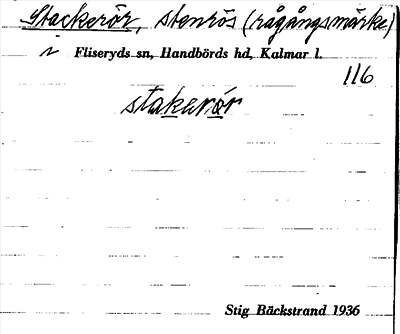 Stackerör, stenrös (rågångsmärke)
i Fliseryds sn, Handbörds hd, Kalmar l.
116
stakerör
Stig Bäckstrand 1936